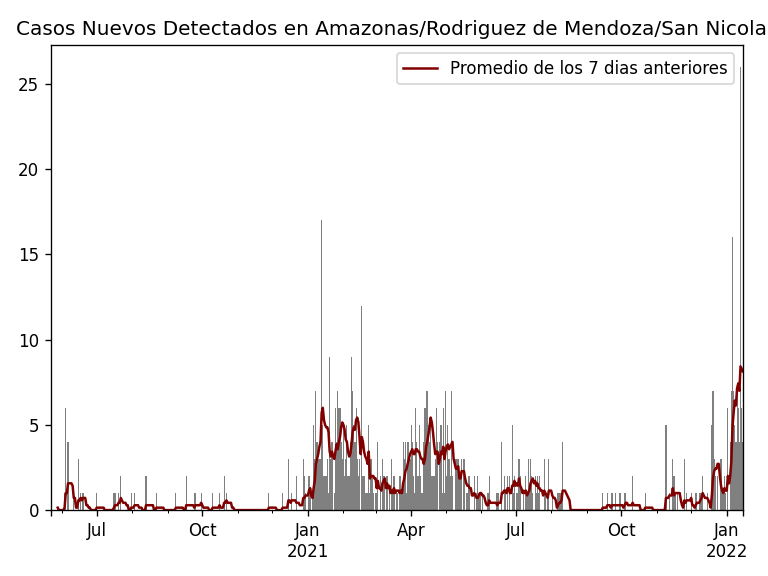 Casos Nuevos Detectados en Amazonas/Rodriguez de Mendoza/San Nicola
Promedio de los 7 dias anteriores
25
20
15
10
5
0
Jul Oct Jan Apr Jul Oct Jan
2021 2022